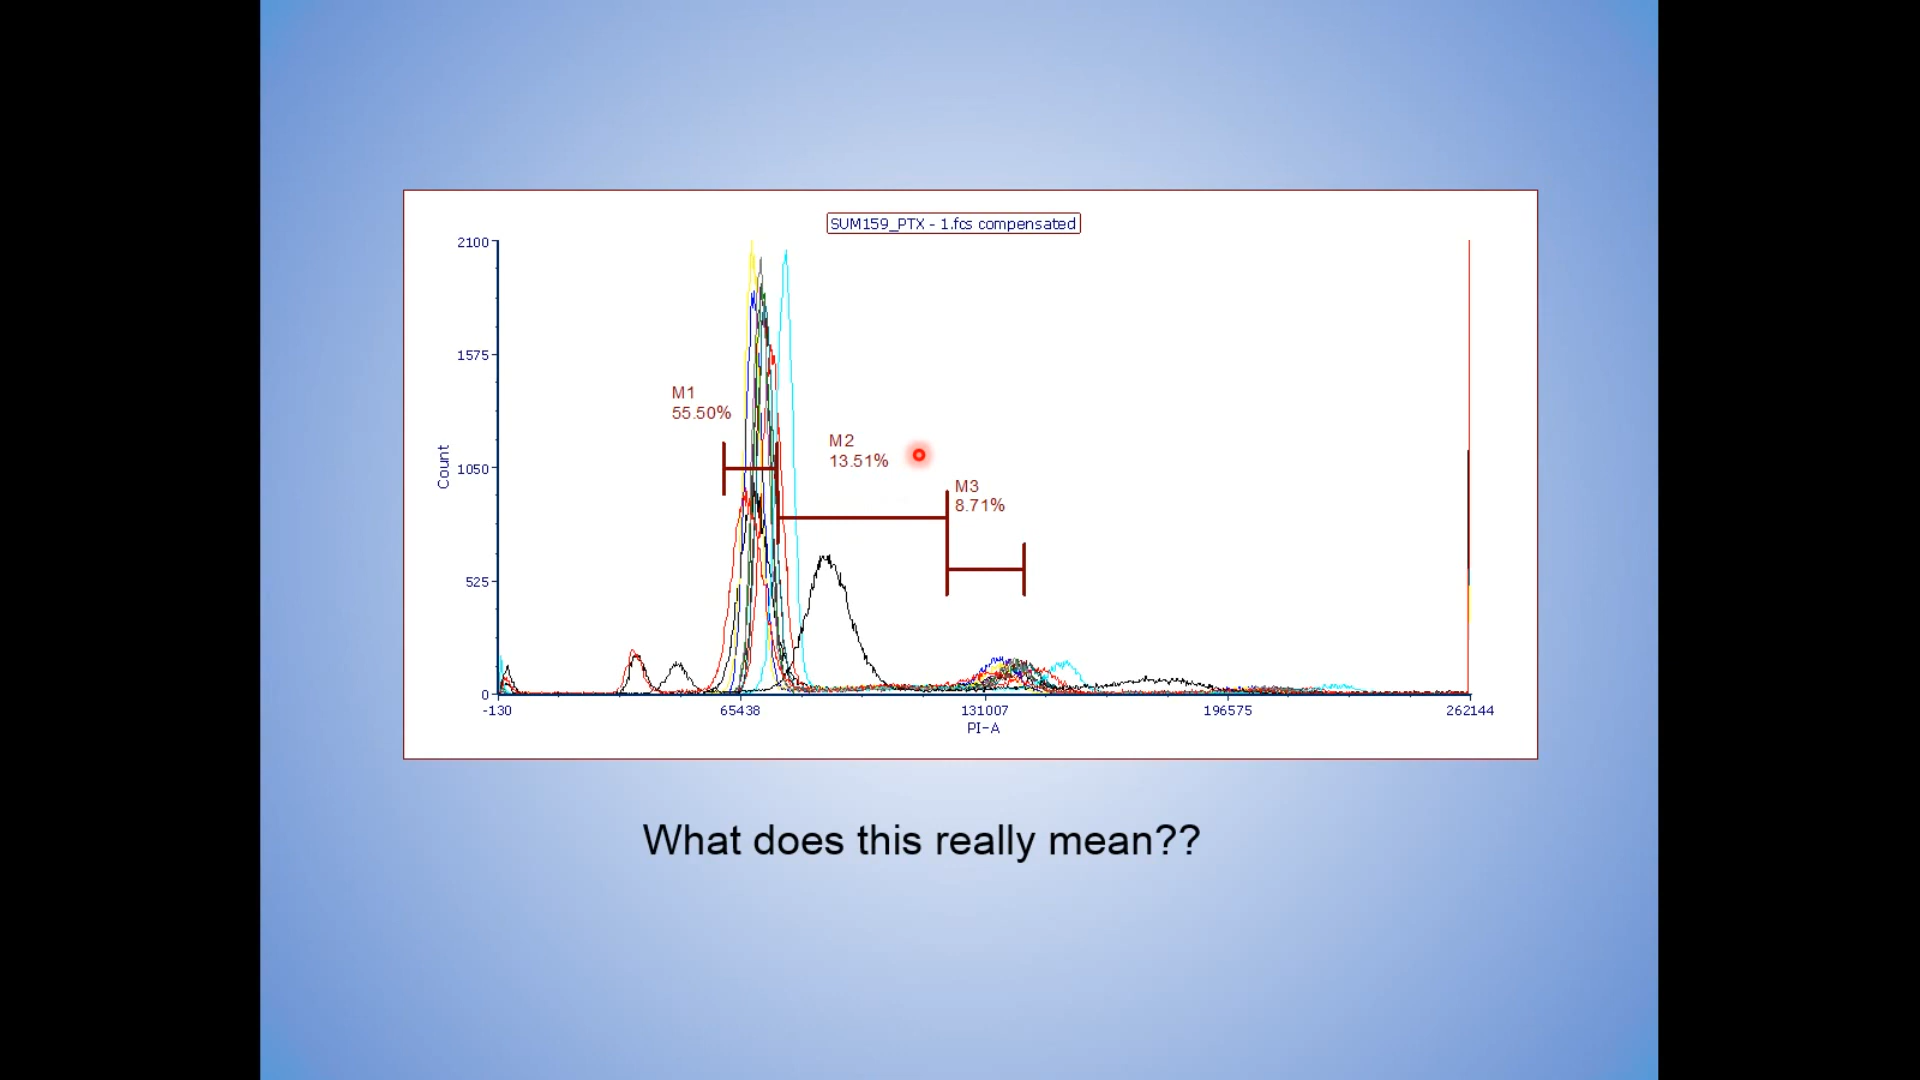 SUM159_PTX - 1.fcs compensated
2100
1575
1050
525
0
Count
M1
55.50%
M2
13.51%
M3
8.71%
-130
65438
131007
196575
262144
PI-A
What does this really mean??